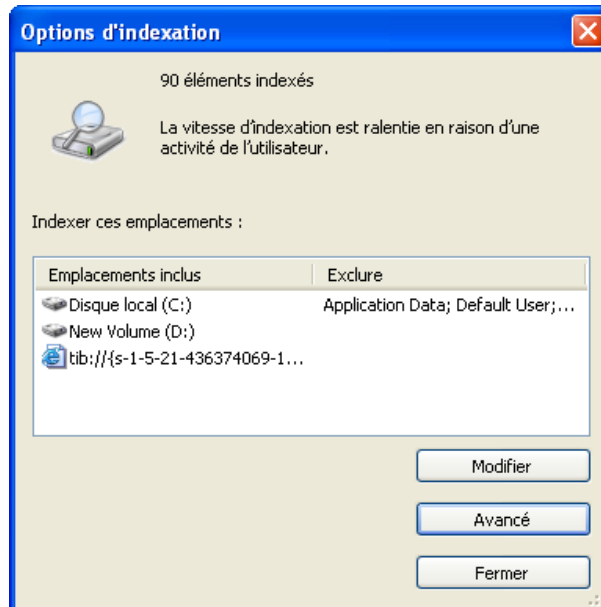 Options d'indexation
90 éléments indexés
La vitesse d'indexation est ralentie en raison d'une
activité de l'utilisateur.
Indexer ces emplacements :
Emplacements inclus Exclure
Disque local (C:) Application Data; Default User;...
New Volume (D:)
tib://{s-1-5-21-436374069-1...
Modifier
Avancé
Fermer